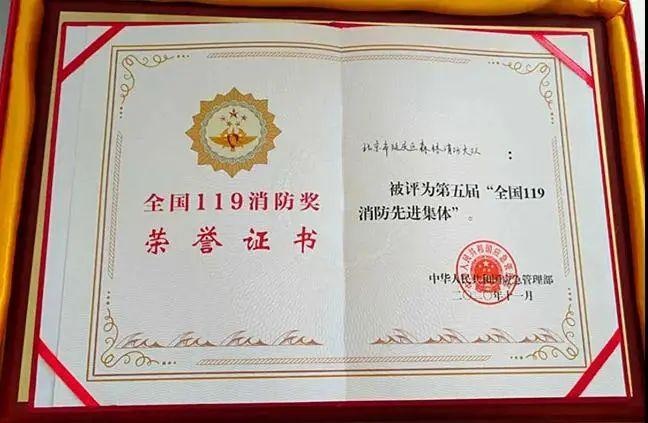 全国119消防奖
荣誉证书
北京市延庆区森林消防大队：
被评为第五届“全国119
消防先进集体”。
中华人民共和国应急管理部
二〇二〇年十一月